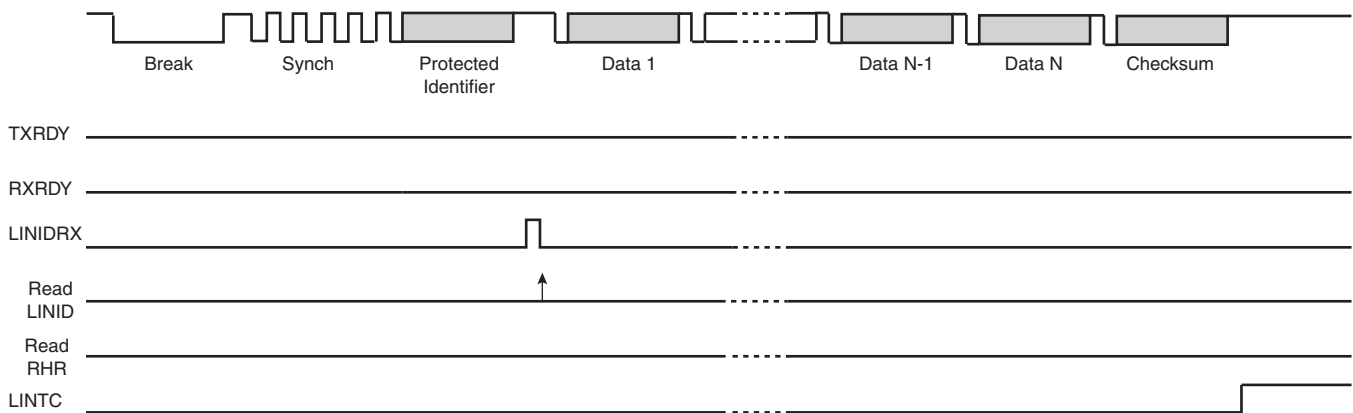 Break Synch Protected Data 1 Data N-1 Data N Checksum
Identifier
TXRDY
RXRDY
LINIDRX
Read
LINID
Read
RHR
LINTC